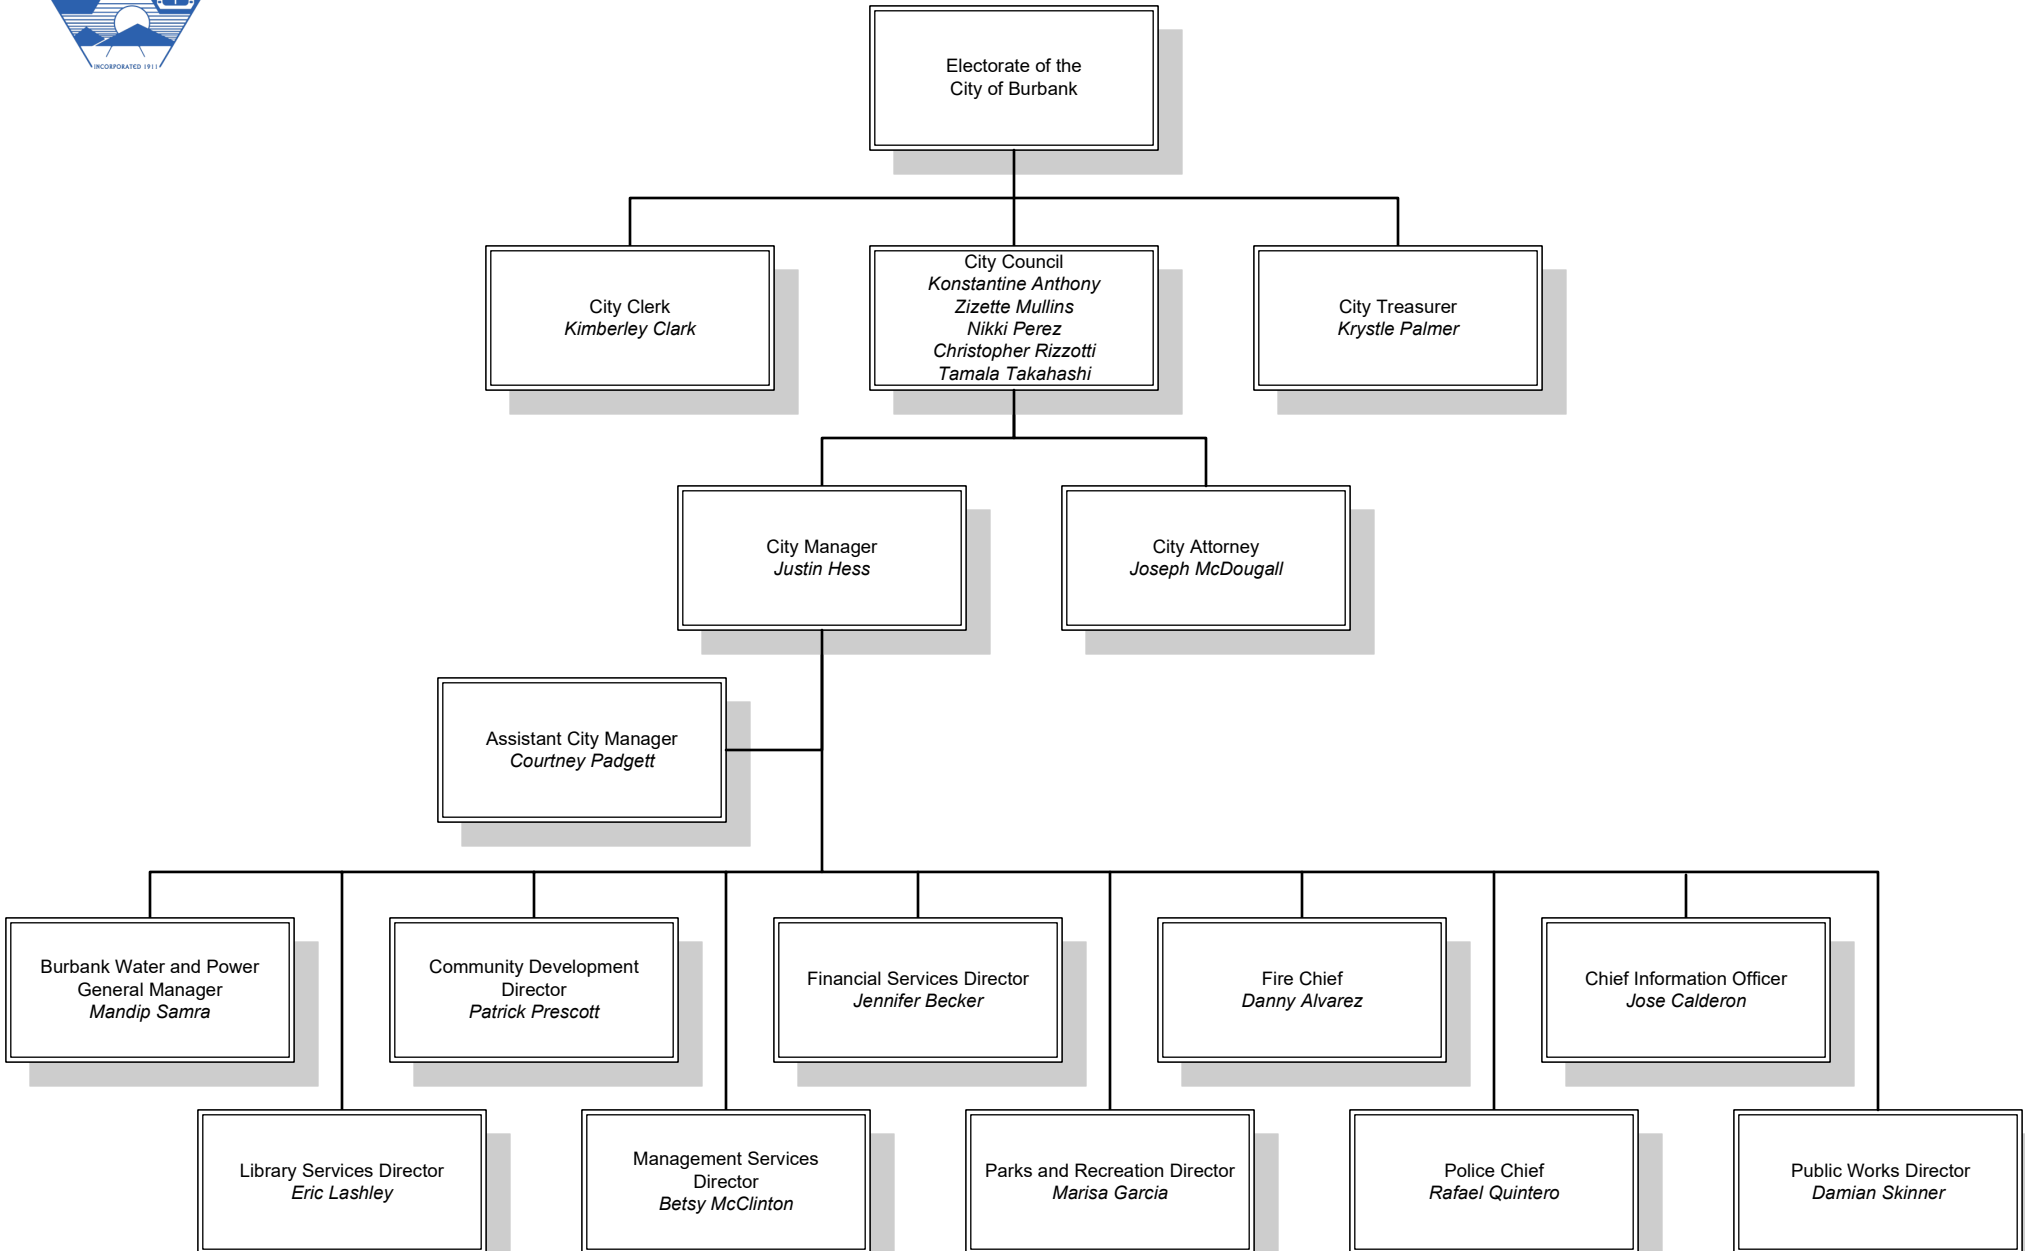 INCORPORATED 1911
Electorate of the
City of Burbank
City Clerk
Kimberley Clark
City Council
Konstantine Anthony
Zizette Mullins
Nikki Perez
Christopher Rizzotti
Tamala Takahashi
City Treasurer
Krystle Palmer
City Manager
Justin Hess
City Attorney
Joseph McDougall
Assistant City Manager
Courtney Padgett
Burbank Water and Power
General Manager
Mandip Samra
Community Development
Director
Patrick Prescott
Financial Services Director
Jennifer Becker
Fire Chief
Danny Alvarez
Chief Information Officer
Jose Calderon
Library Services Director
Eric Lashley
Management Services
Director
Betsy McClinton
Parks and Recreation Director
Marisa Garcia
Police Chief
Rafael Quintero
Public Works Director
Damian Skinner